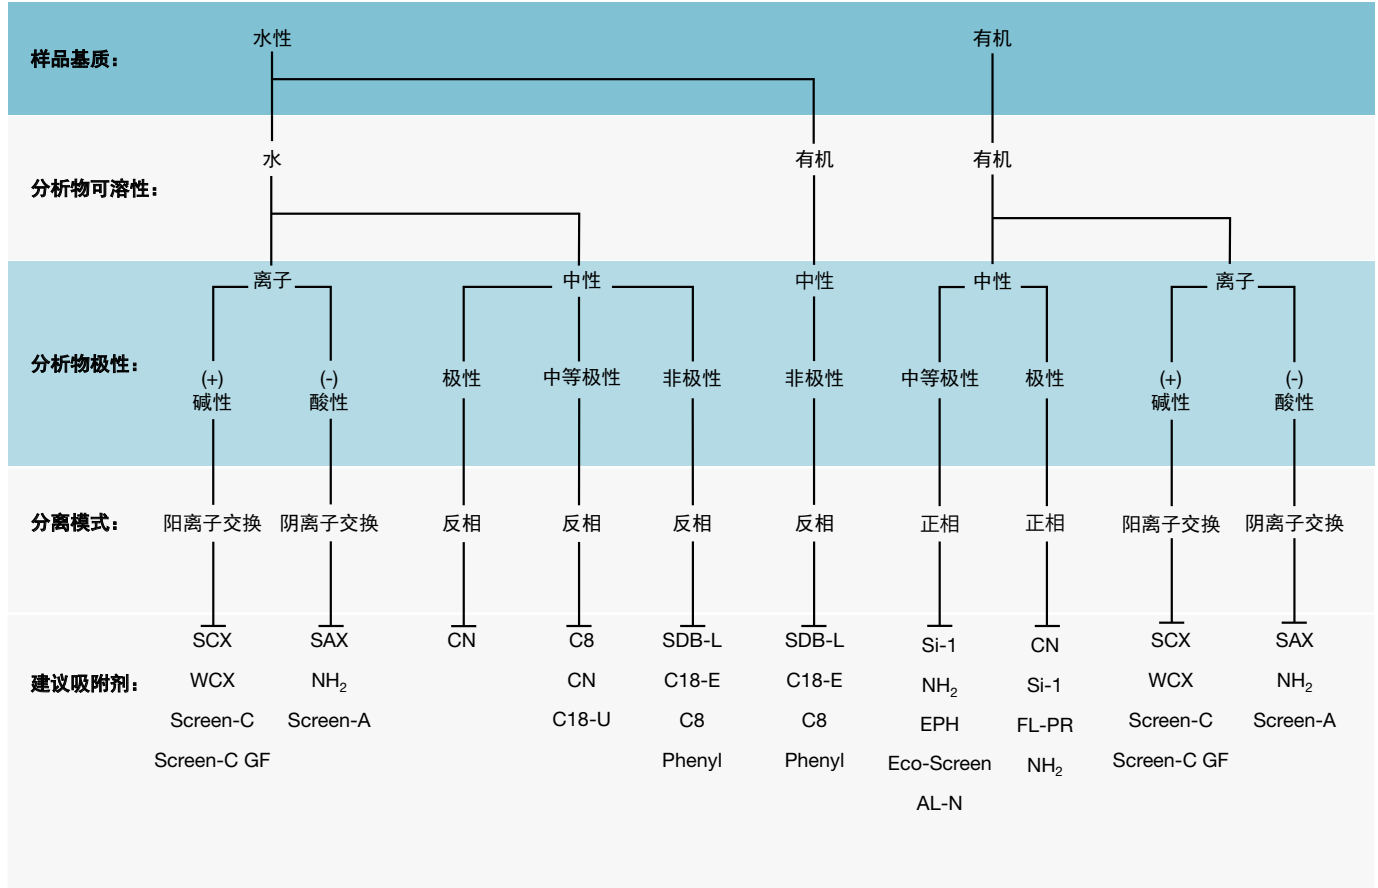 样品基质：
水性
有机
分析物可溶性：
水
有机
有机
分析物极性：
离子
中性
中性
中性
离子
(+)
碱性
(-)
酸性
极性
中等极性
非极性
非极性
中等极性
极性
(+)
碱性
(-)
酸性
分离模式：
阳离子交换
阴离子交换
反相
反相
反相
反相
正相
正相
阳离子交换
阴离子交换
建议吸附剂：
SCX
WCX
Screen-C
Screen-C GF
SAX
NH₂
Screen-A
CN
C8
CN
C18-U
SDB-L
C18-E
C8
Phenyl
SDB-L
C18-E
C8
Phenyl
Si-1
NH₂
EPH
Eco-Screen
AL-N
CN
Si-1
FL-PR
NH₂
SCX
WCX
Screen-C
Screen-C GF
SAX
NH₂
Screen-A